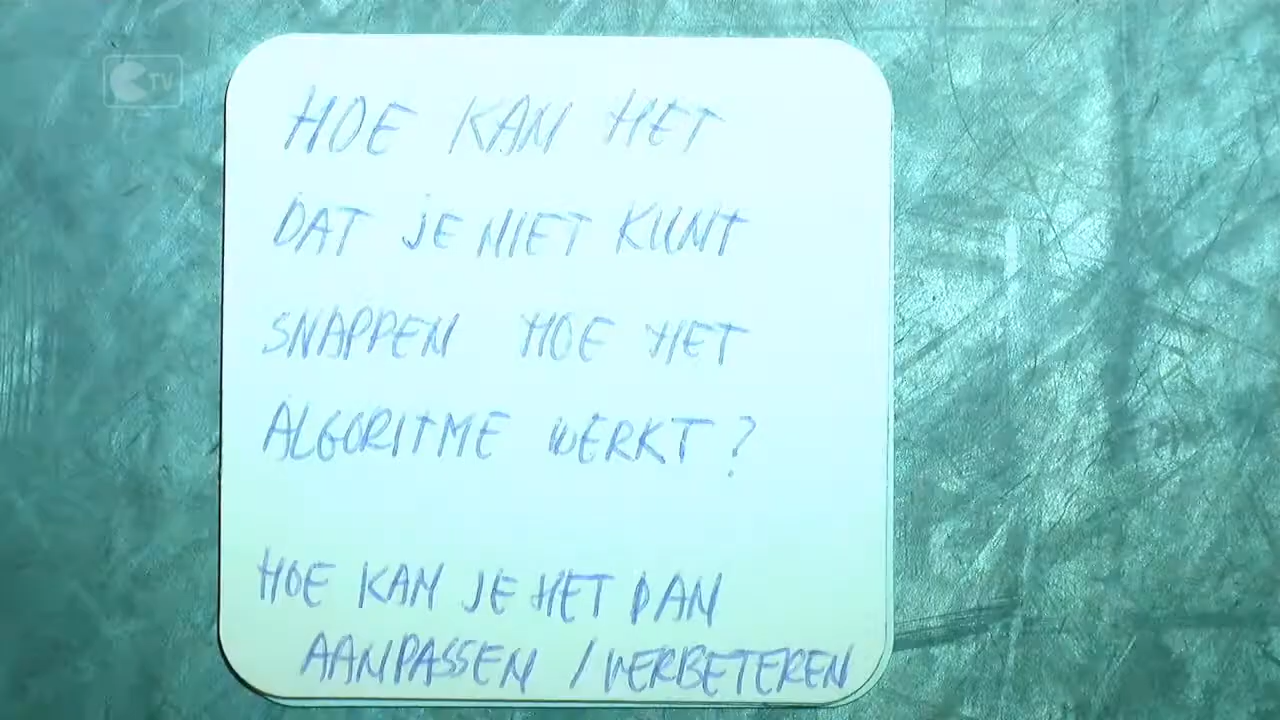 TV
HOE KAN HET
DAT JE NIET KUNT
SNAPPEN HOE HET
ALGORITME WERKT?
HOE KAN JE HET DAN
AANPASSEN / VERBETEREN